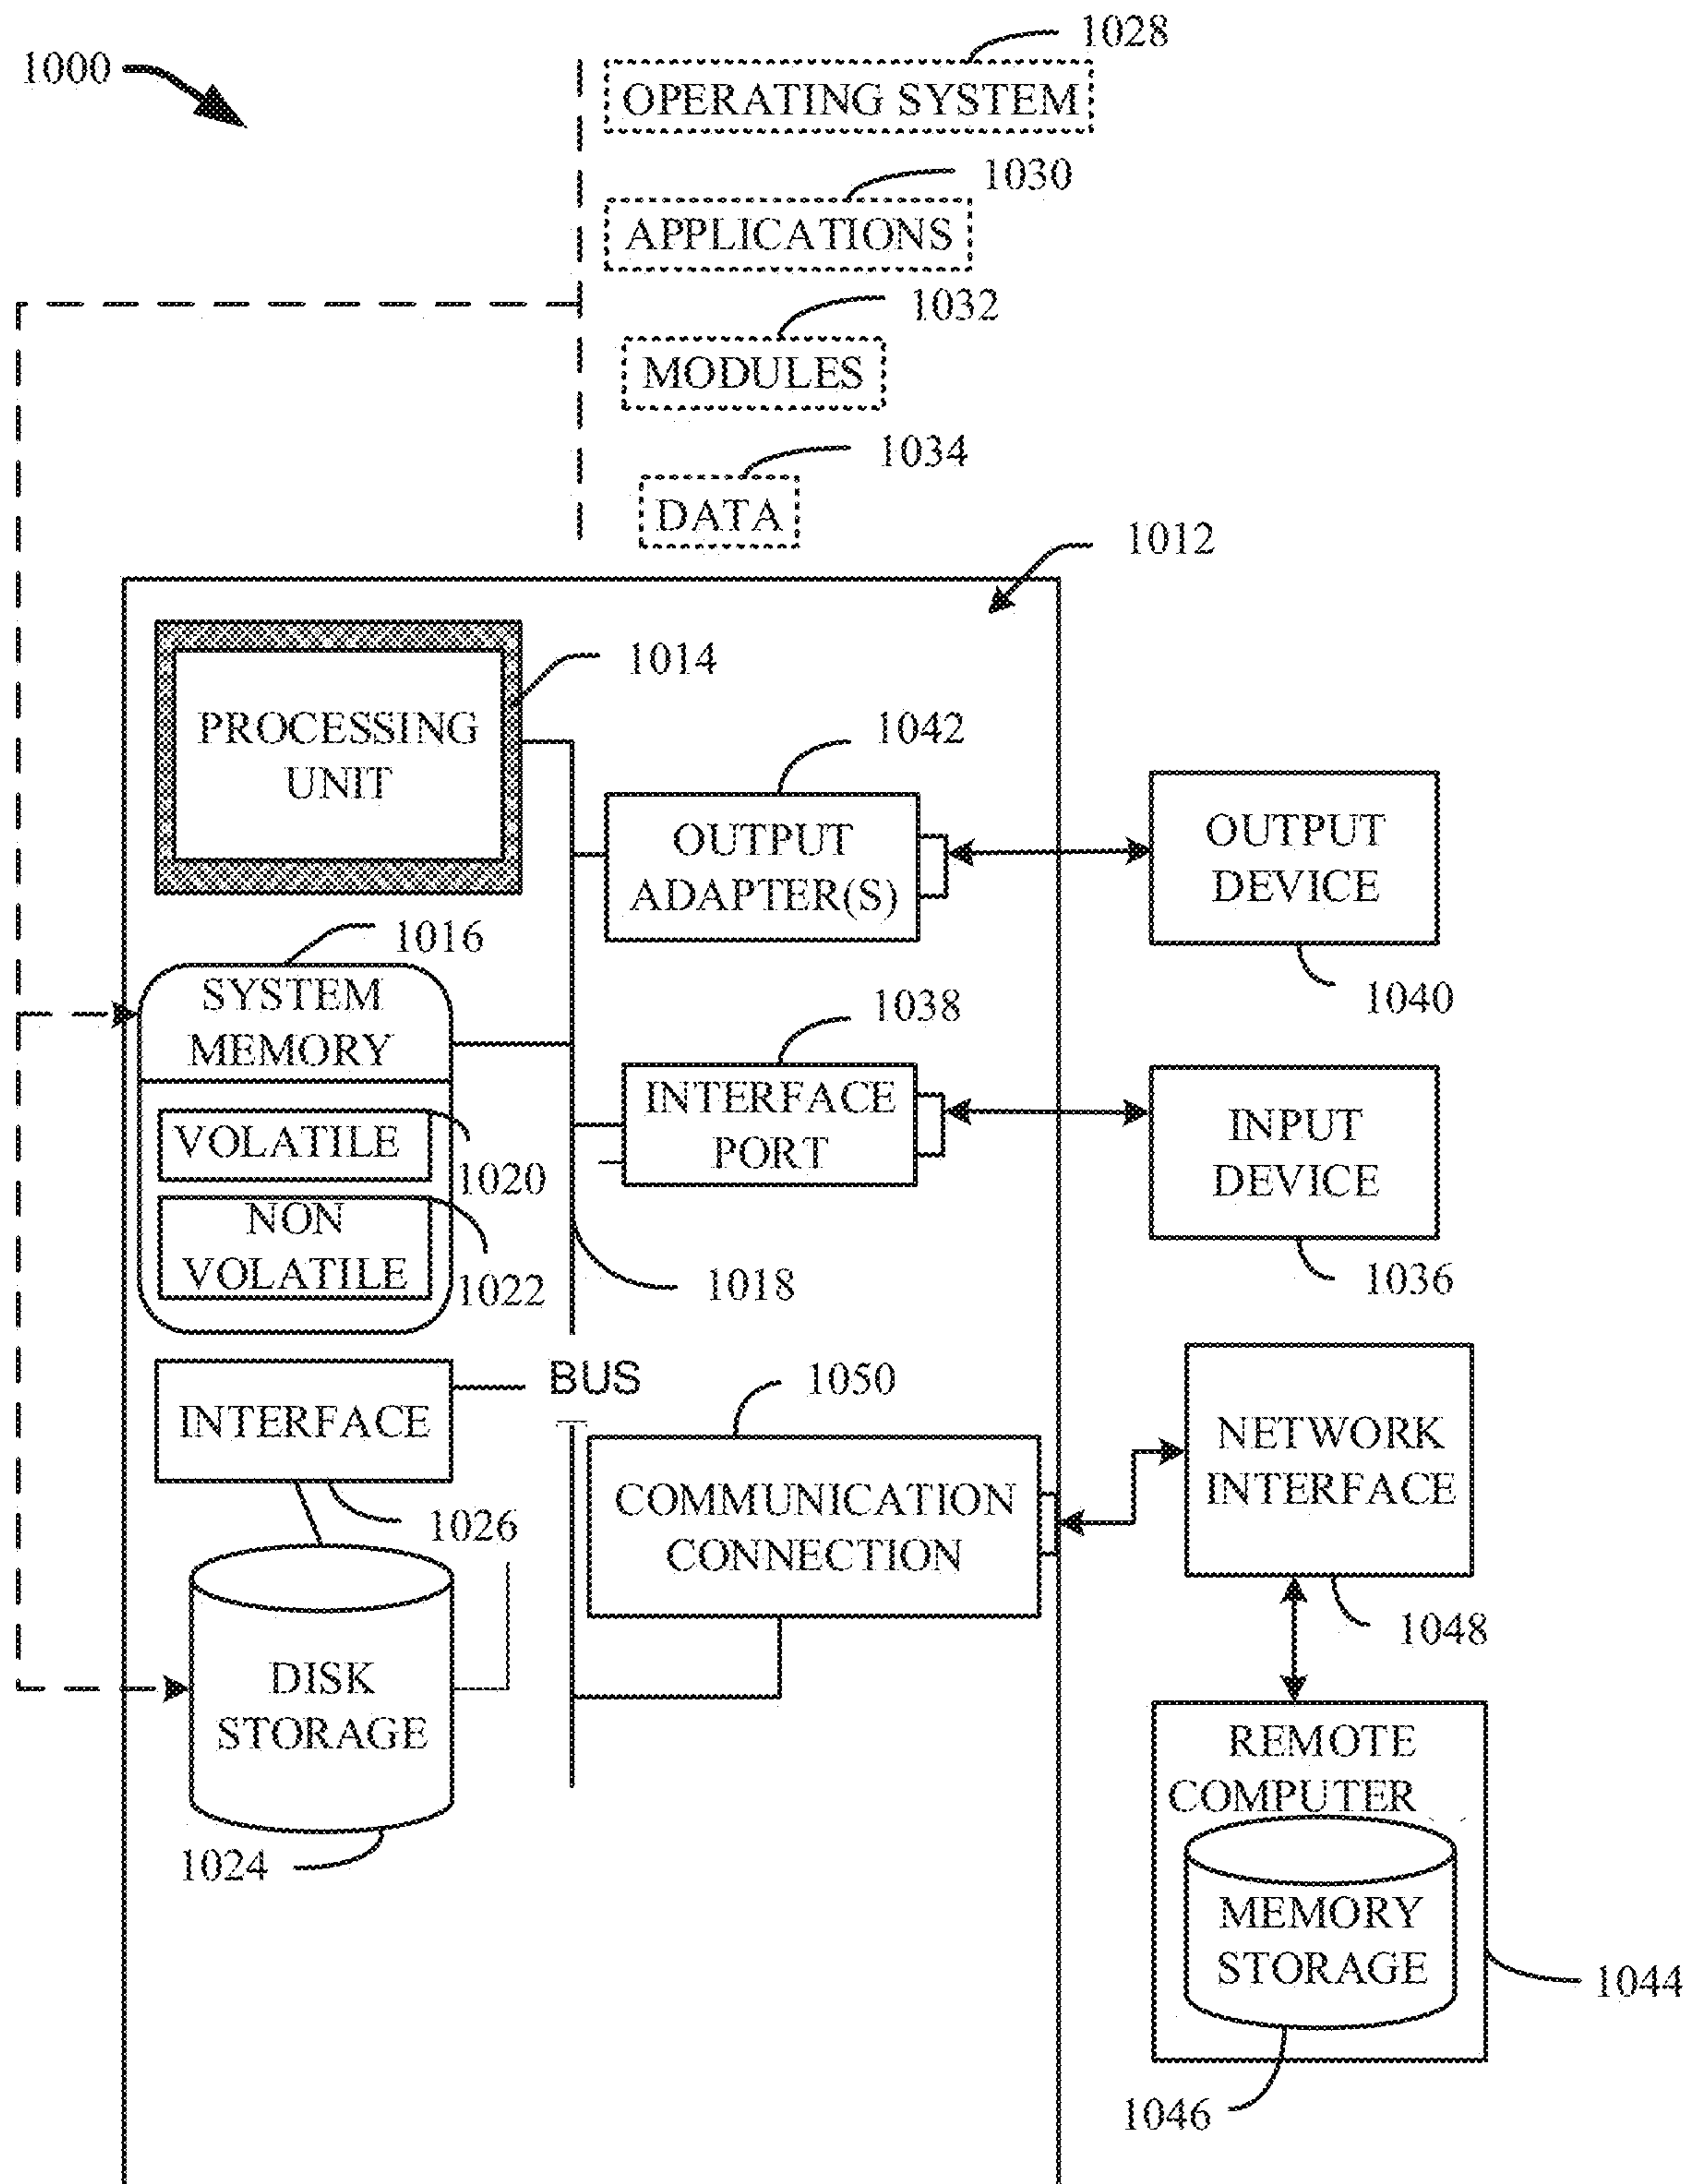 1028
1000
OPERATING SYSTEM
1030
APPLICATIONS
1032
MODULES
1034
DATA
1012
1014
PROCESSING
UNIT
1042
OUTPUT
ADAPTER(S)
OUTPUT
DEVICE
1040
1016
SYSTEM
MEMORY
1038
INTERFACE
PORT
INPUT
DEVICE
1036
VOLATILE
1020
NON
VOLATILE
1022
1018
INTERFACE
BUS
1050
1026
COMMUNICATION
CONNECTION
NETWORK
INTERFACE
1048
DISK
STORAGE
1024
REMOTE
COMPUTER
MEMORY
STORAGE
1044
1046